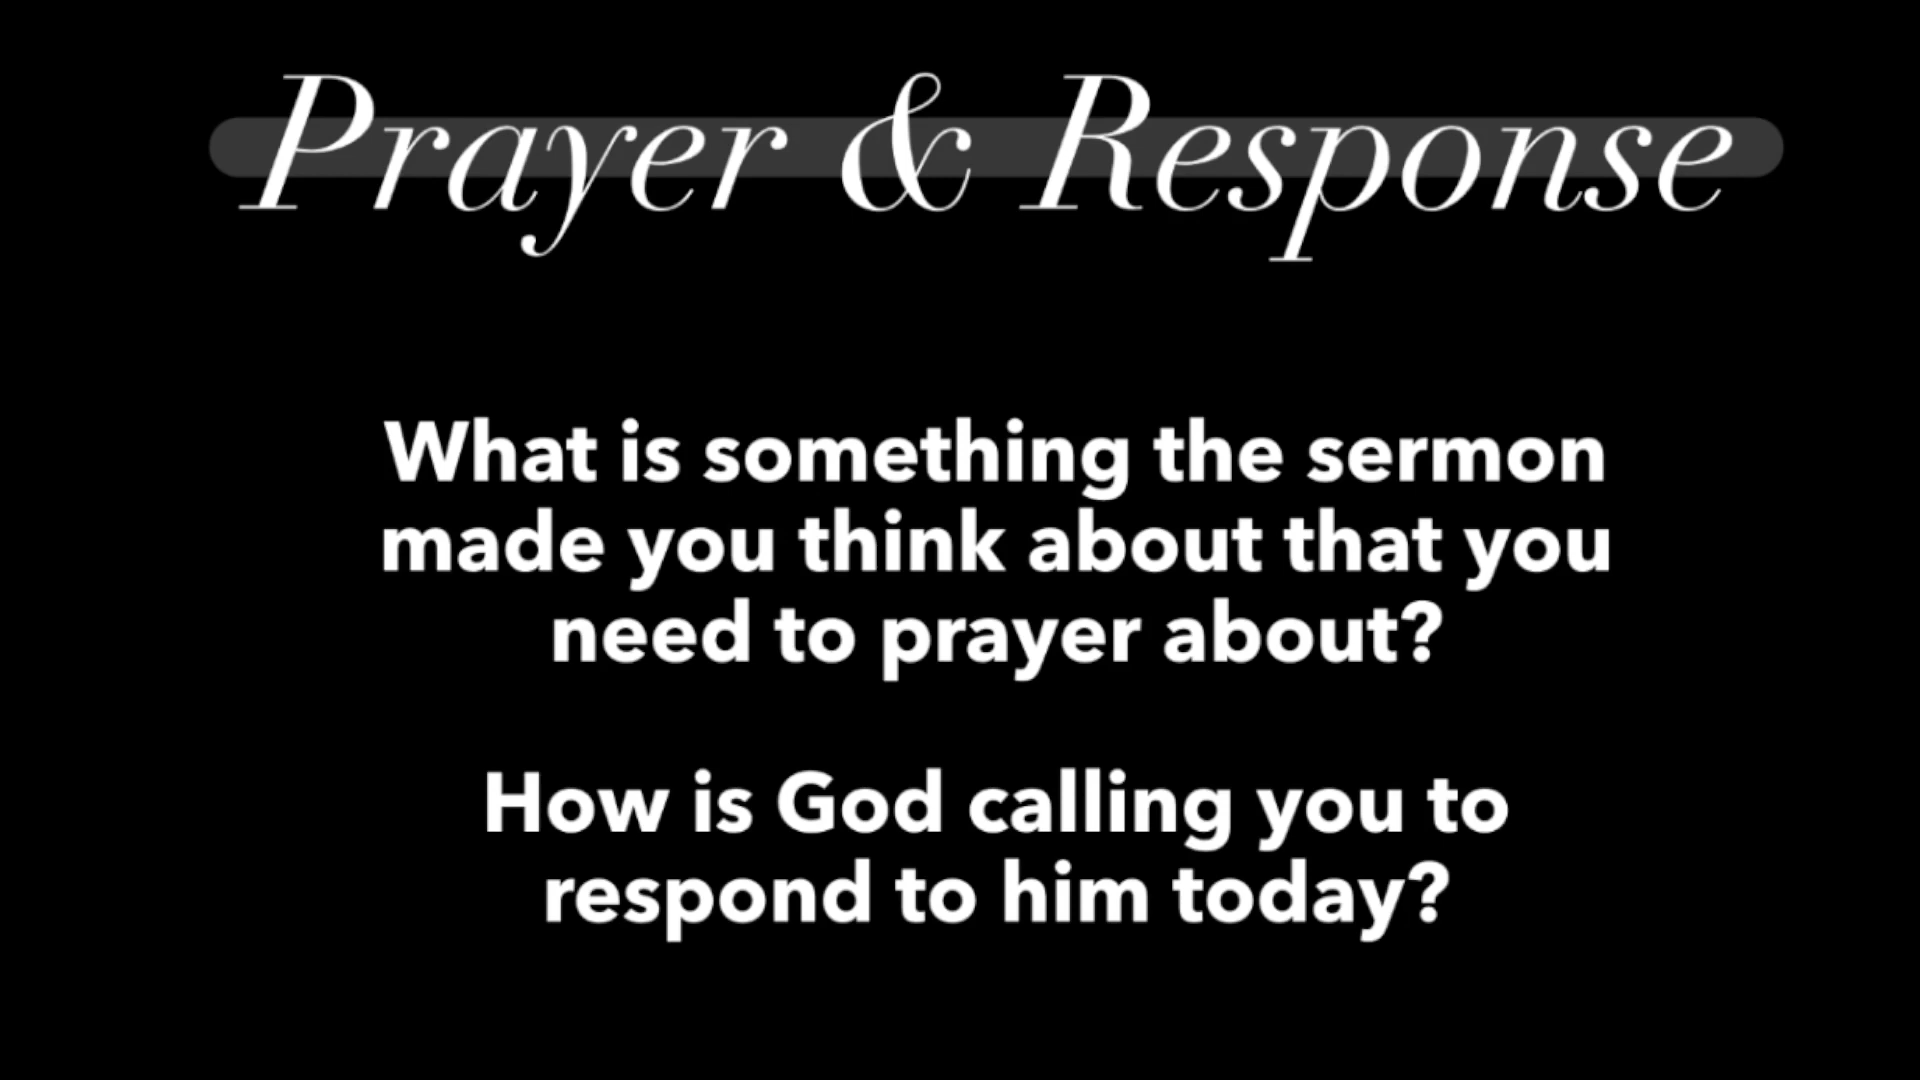 Prayer & Response
What is something the sermon
made you think about that you
need to prayer about?
How is God calling you to
respond to him today?